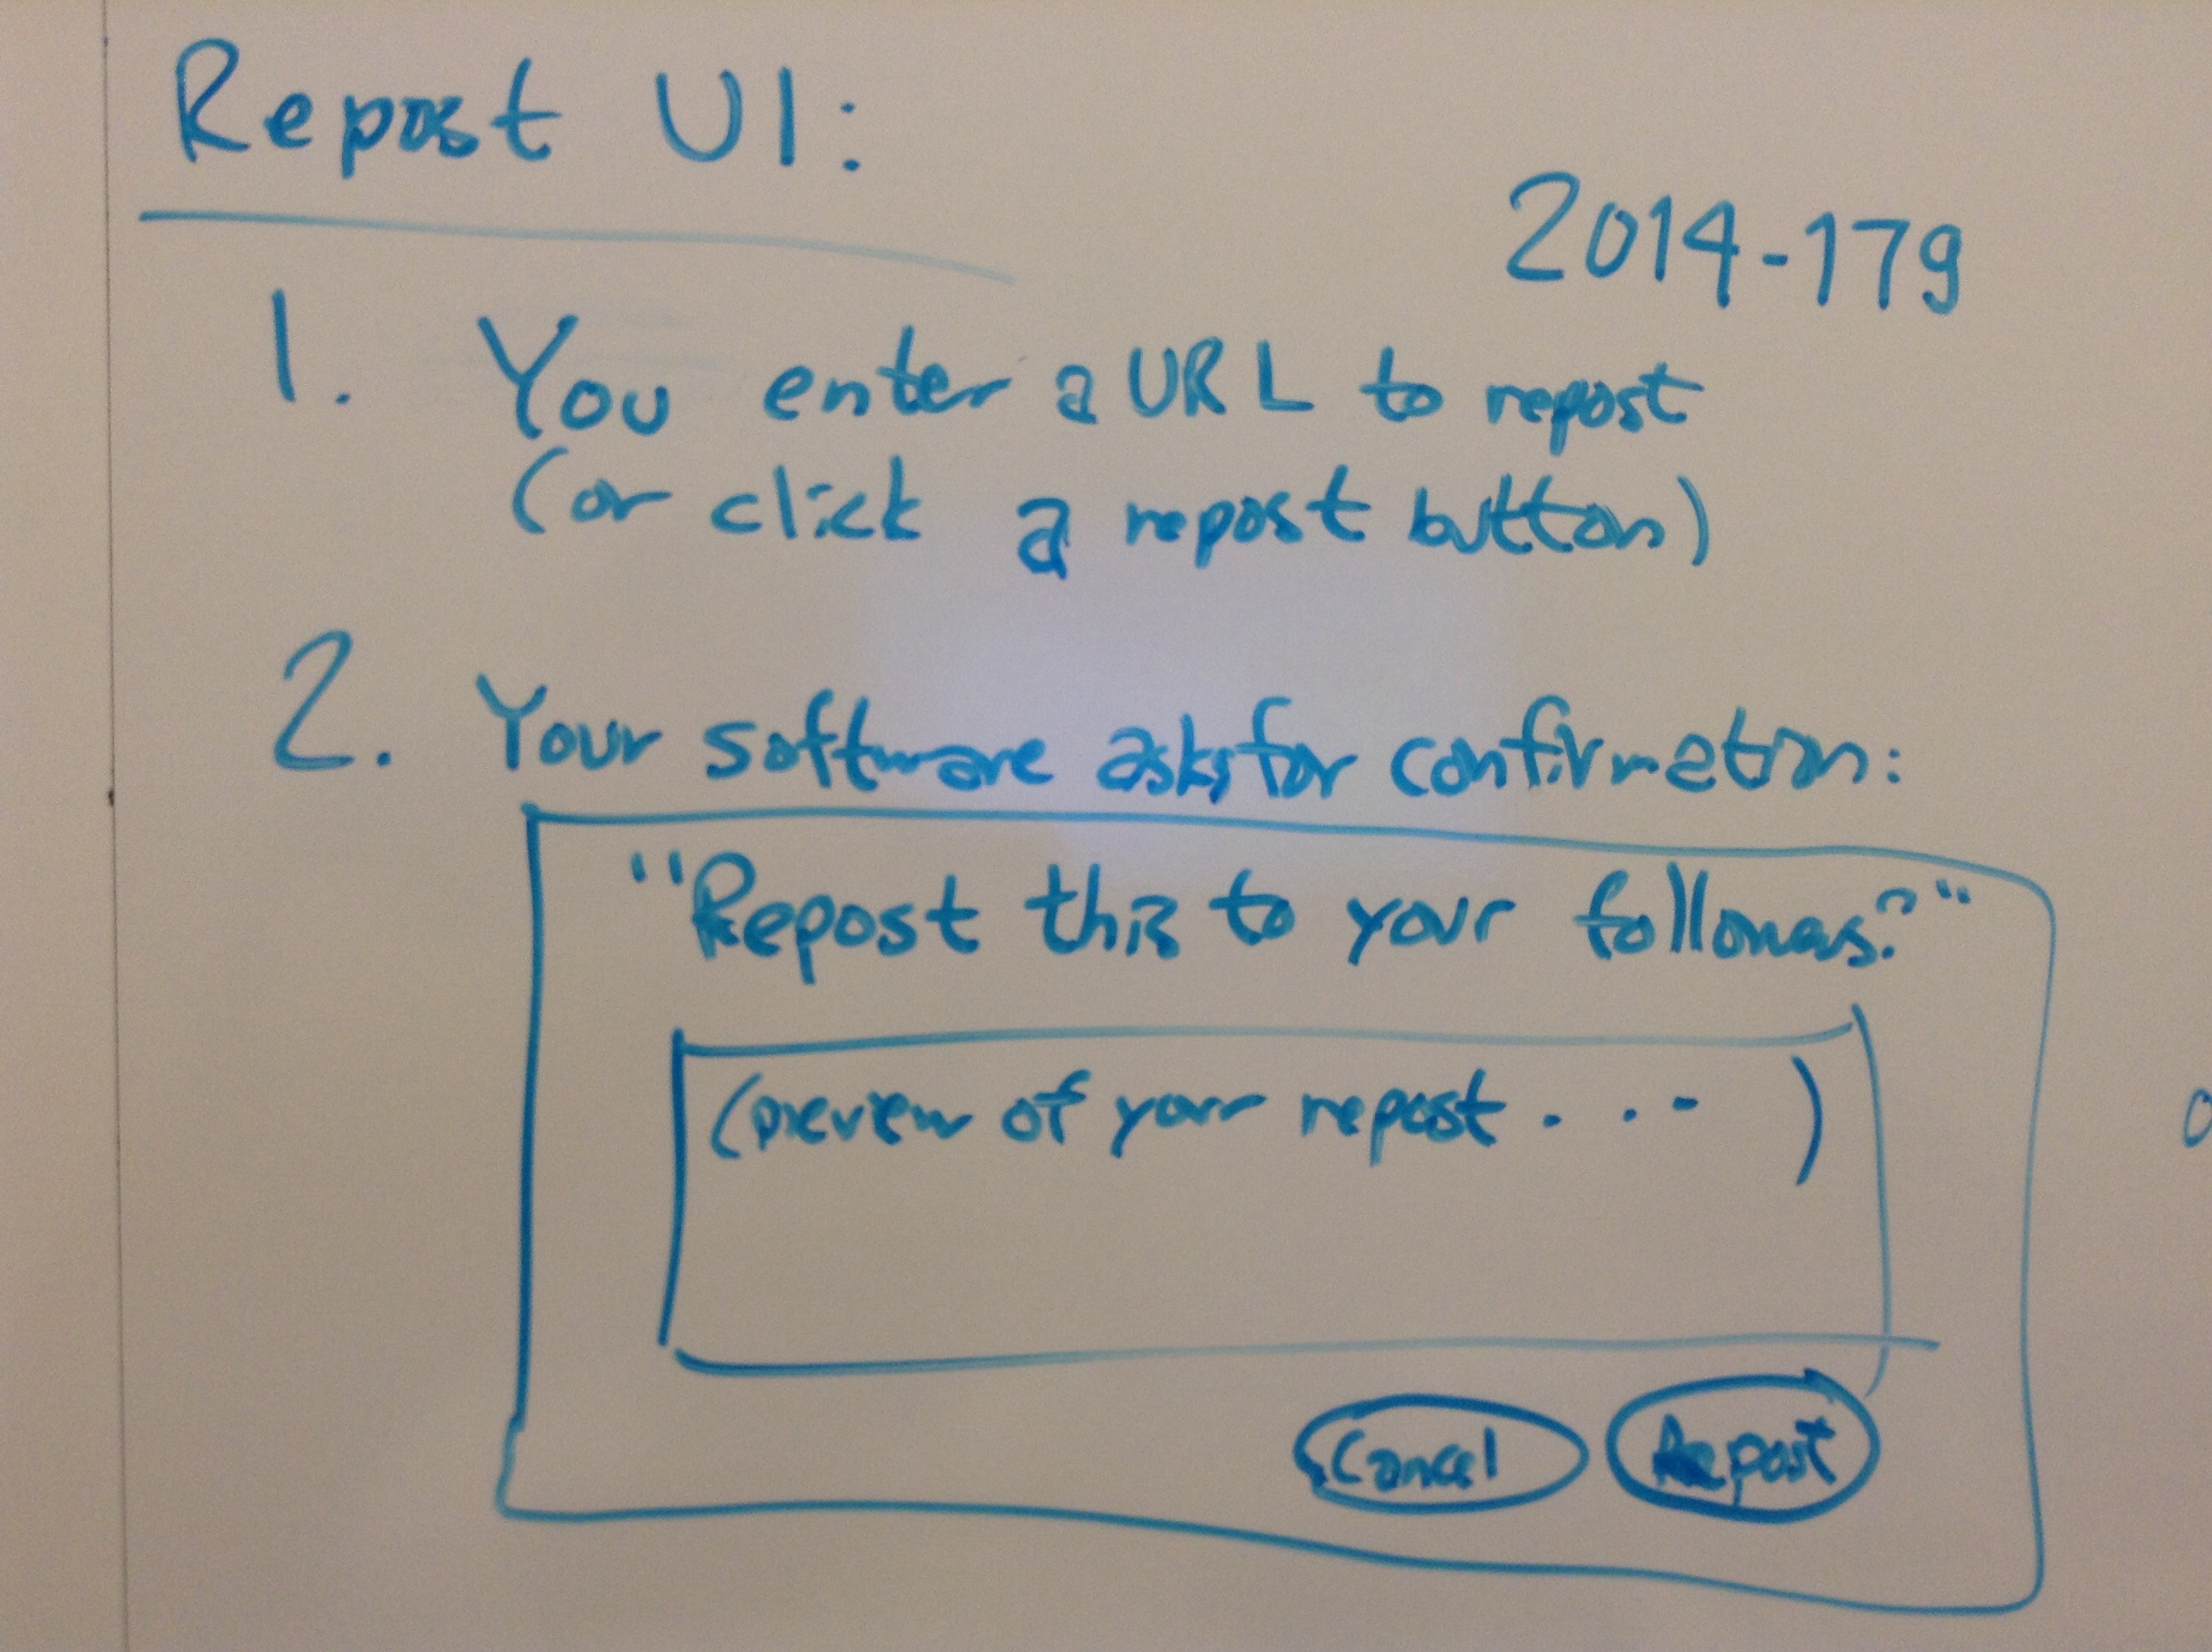 Repost UI:
2014-179
1. You enter a URL to repost
(or click a repost button)
2. Your software asks for confirmation:
"Repost this to your followers?"
(preview of your repost... )
Cancel Repost